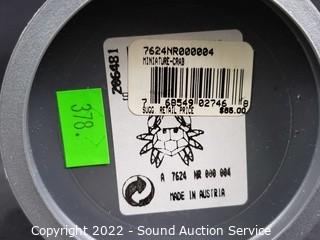 7624NR000004
MINIATURE-CRAB
206481
378.
7 68549 02746 8
SUGG. RETAIL PRICE $85.00
A 7624 NR 000 004
MADE IN AUSTRIA
Copyright 2022 - Sound Auction Service